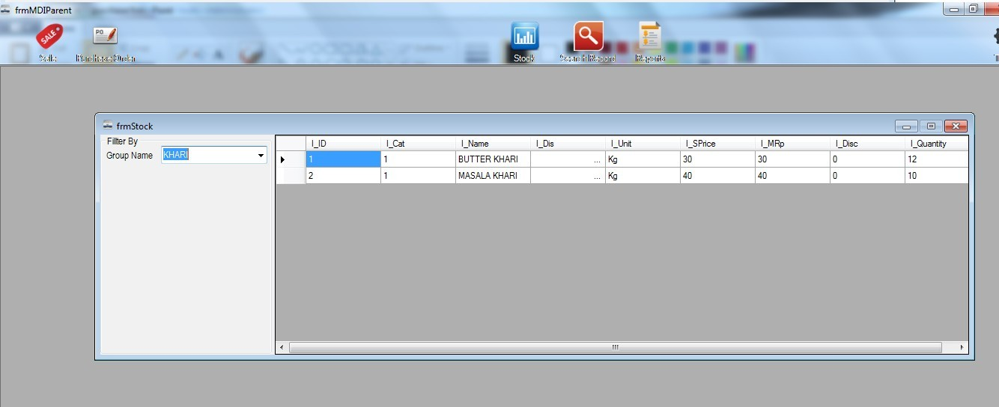 frmMDIParent
SALE PO
Sale Purchase Order Stock Search Record Reports
frmStock
Filter By
Group Name KHARI
I_ID I_Cat I_Name I_Dis I_Unit I_SPrice I_MRp I_Disc I_Quantity
1 1 BUTTER KHARI ... Kg 30 30 0 12
2 1 MASALA KHARI ... Kg 40 40 0 10